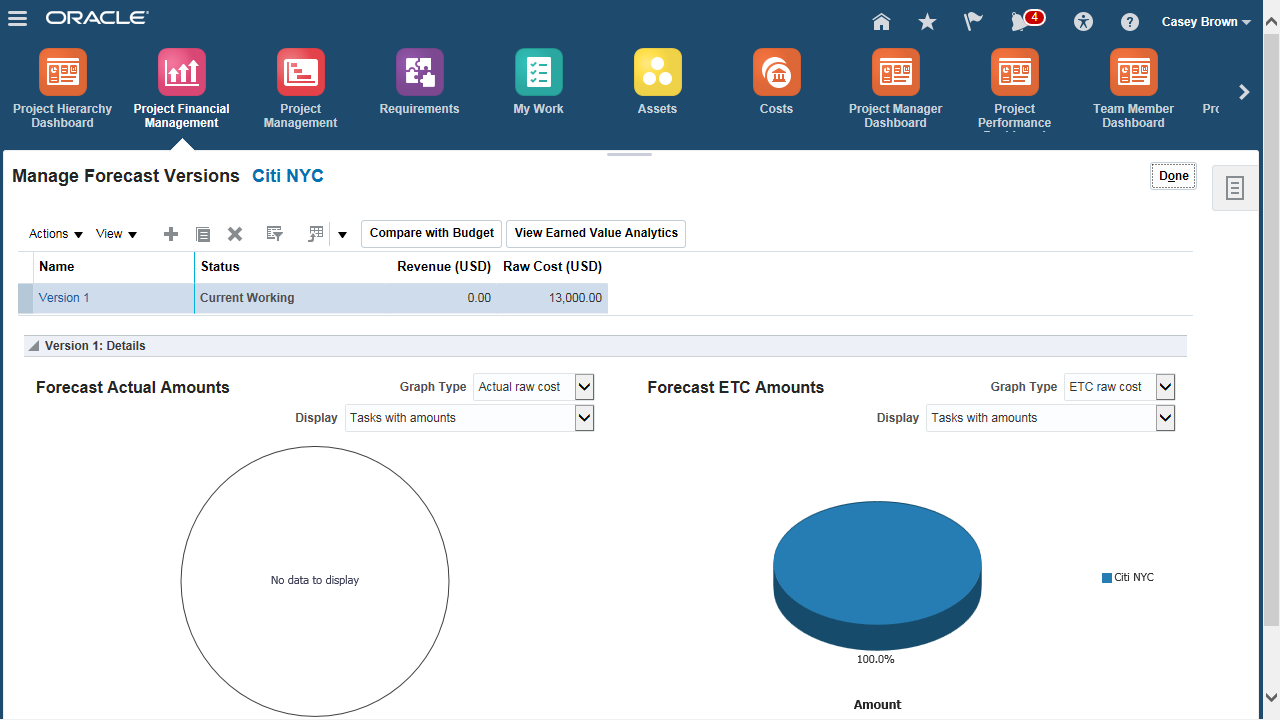 ORACLE
4
Casey Brown
Project Hierarchy
Dashboard
Project Financial
Management
Project
Management
Requirements
My Work
Assets
Costs
Project Manager
Dashboard
Project
Performance
Team Member
Dashboard
Manage Forecast Versions Citi NYC
Done
Actions View
Compare with Budget View Earned Value Analytics
Name Status Revenue (USD) Raw Cost (USD)
Version 1 Current Working 0.00 13,000.00
Version 1: Details
Forecast Actual Amounts
Graph Type Actual raw cost
Display Tasks with amounts
No data to display
Forecast ETC Amounts
Graph Type ETC raw cost
Display Tasks with amounts
Citi NYC
100.0%
Amount